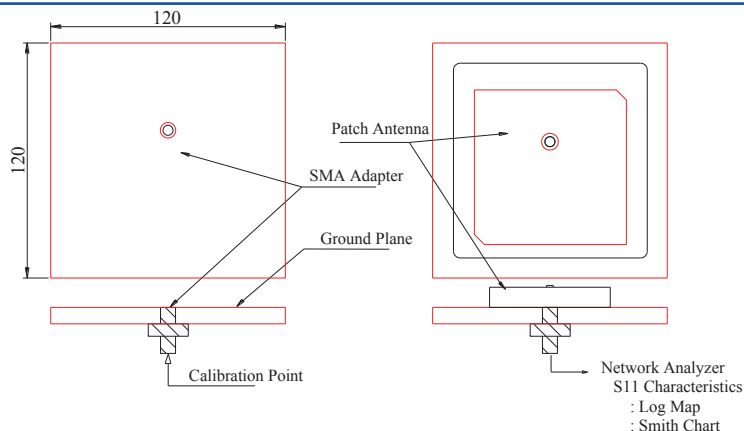 120
120
SMA Adapter
Ground Plane
Calibration Point
Patch Antenna
Network Analyzer
S11 Characteristics
: Log Map
: Smith Chart